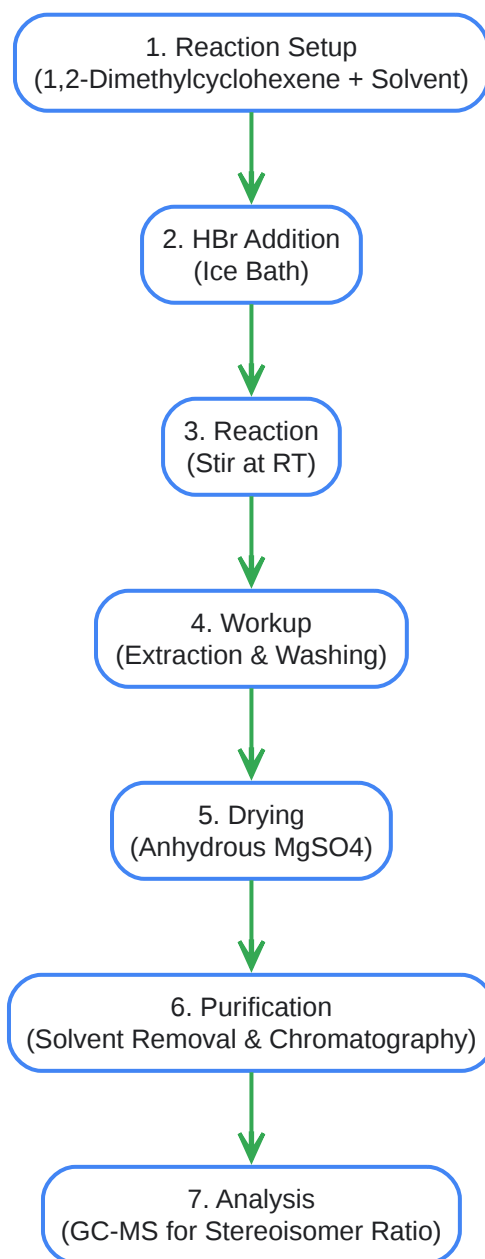 1. Reaction Setup
(1,2-Dimethylcyclohexene + Solvent)
2. HBr Addition
(Ice Bath)
3. Reaction
(Stir at RT)
4. Workup
(Extraction & Washing)
5. Drying
(Anhydrous MgSO4)
6. Purification
(Solvent Removal & Chromatography)
7. Analysis
(GC-MS for Stereoisomer Ratio)